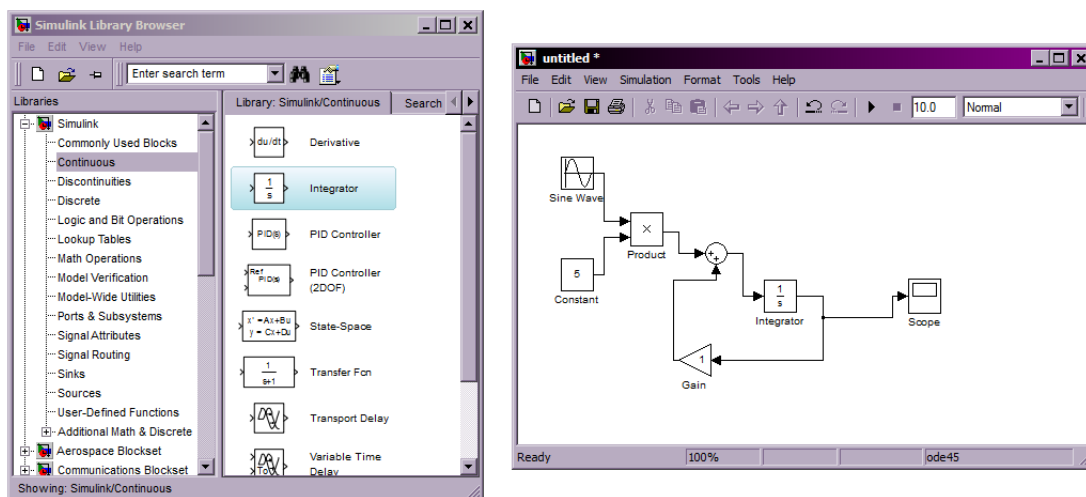 Simulink Library Browser
File Edit View Help
Enter search term
Libraries
Library: Simulink/Continuous
Search
Simulink
Commonly Used Blocks
Continuous
Discontinuities
Discrete
Logic and Bit Operations
Lookup Tables
Math Operations
Model Verification
Model-Wide Utilities
Ports & Subsystems
Signal Attributes
Signal Routing
Sinks
Sources
User-Defined Functions
Additional Math & Discrete
Aerospace Blockset
Communications Blockset
du/dt
Derivative
1
s
Integrator
PID(s)
PID Controller
Ref
PID(s)
PID Controller
(2DOF)
x' =Ax+Bu
y = Cx+Du
State-Space
1
s+1
Transfer Fcn
Transport Delay
To
Variable Time
Delay
Showing: Simulink/Continuous
untitled *
File Edit View Simulation Format Tools Help
10.0
Normal
Sine Wave
×
Product
5
Constant
+
+
1
s
Integrator
Scope
1
Gain
Ready
100%
ode45